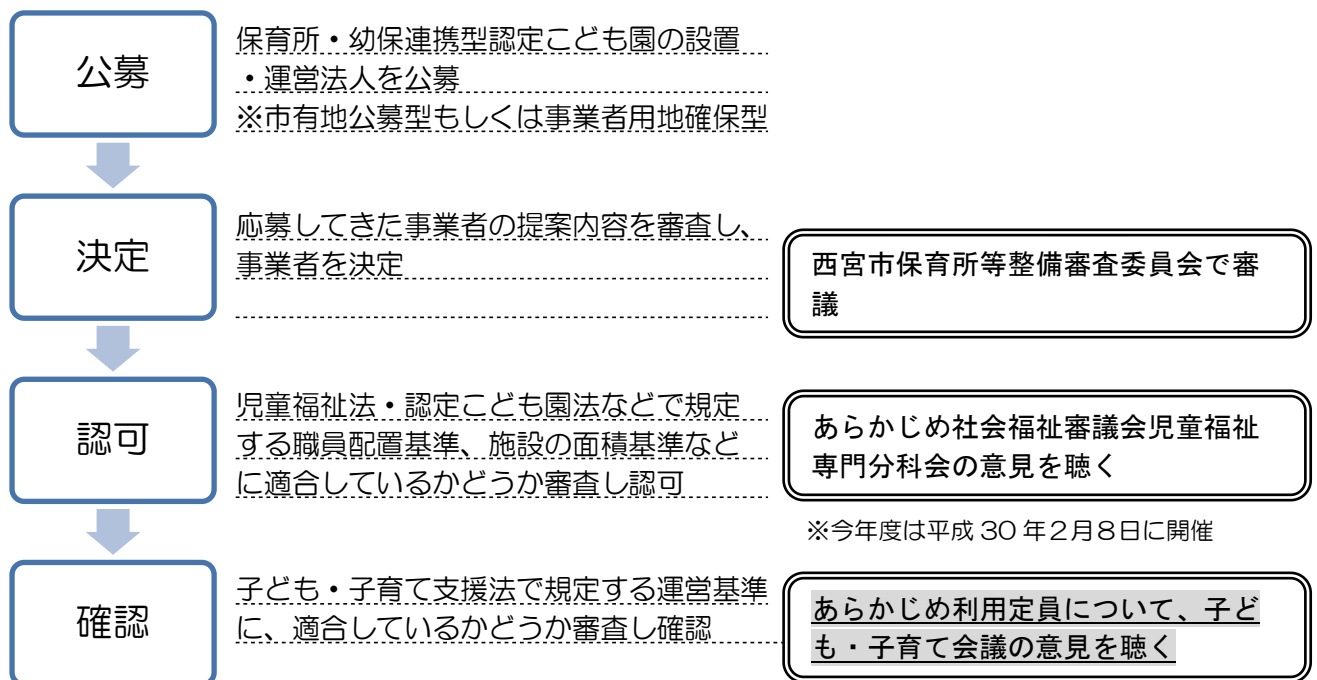 公募
保育所・幼保連携型認定こども園の設置
・運営法人を公募
※市有地公募型もしくは事業者用地確保型
決定
応募してきた事業者の提案内容を審査し、
事業者を決定
西宮市保育所等整備審査委員会で審
議
認可
児童福祉法・認定こども園法などで規定
する職員配置基準、施設の面積基準など
に適合しているかどうか審査し認可
あらかじめ社会福祉審議会児童福祉
専門分科会の意見を聴く
※今年度は平成 30 年２月８日に開催
確認
子ども・子育て支援法で規定する運営基準
に、適合しているかどうか審査し確認
あらかじめ利用定員について、子ど
も・子育て会議の意見を聴く